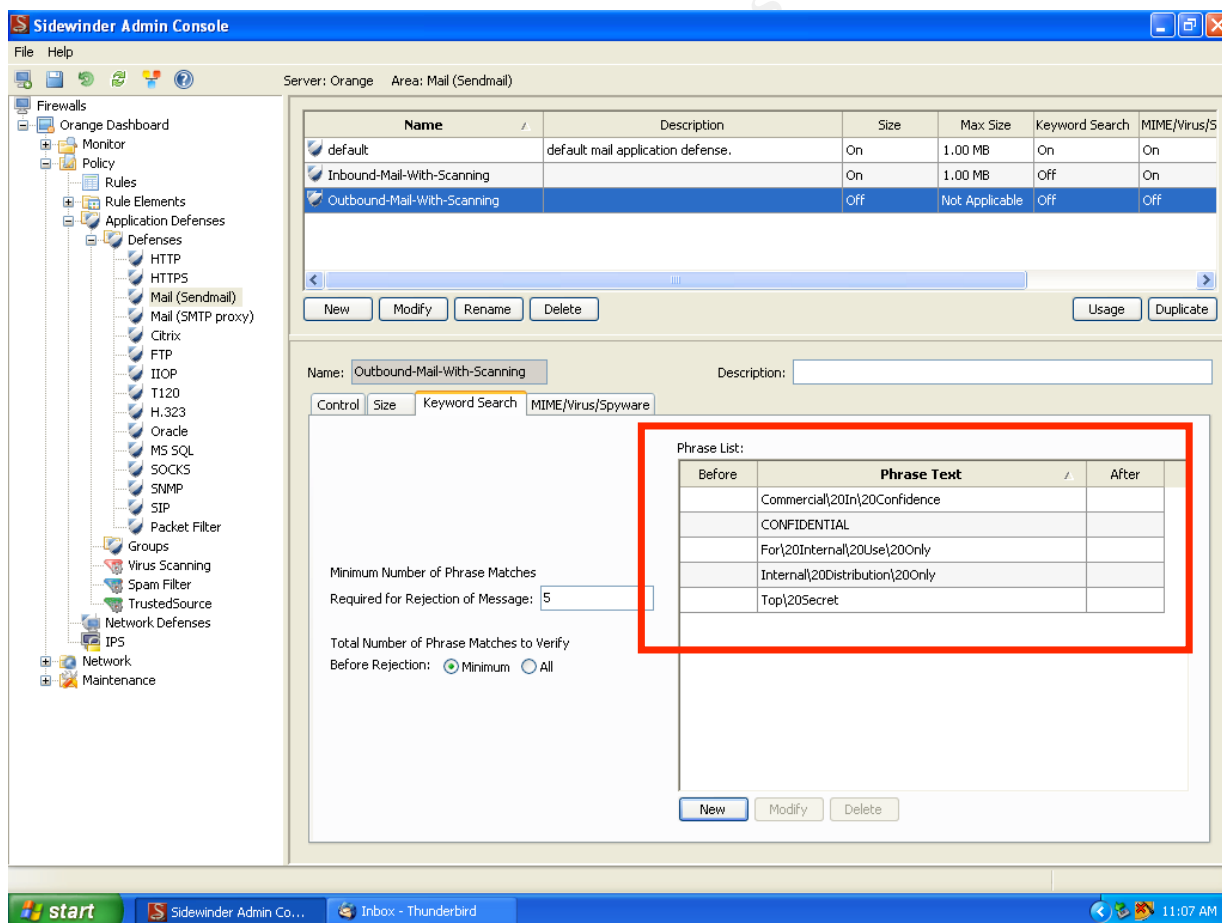 Sidewinder Admin Console
File Help
Server: Orange Area: Mail (Sendmail)
Firewalls
Orange Dashboard
Monitor
Policy
Rules
Rule Elements
Application Defenses
Defenses
HTTP
HTTPS
Mail (Sendmail)
Mail (SMTP proxy)
Citrix
FTP
IIOP
T120
H.323
Oracle
MS SQL
SOCKS
SNMP
SIP
Packet Filter
Groups
Virus Scanning
Spam Filter
TrustedSource
Network Defenses
IPS
Network
Maintenance
Name Description Size Max Size Keyword Search MIME/Virus/S
default default mail application defense. On 1.00 MB On On
Inbound-Mail-With-Scanning On 1.00 MB Off On
Outbound-Mail-With-Scanning Off Not Applicable Off Off
New Modify Rename Delete Usage Duplicate
Name: Outbound-Mail-With-Scanning Description:
Control Size Keyword Search MIME/Virus/Spyware
Minimum Number of Phrase Matches
Required for Rejection of Message: 5
Total Number of Phrase Matches to Verify
Before Rejection: Minimum All
Phrase List:
Before Phrase Text After
Commercial\20In\20Confidence
CONFIDENTIAL
For\20Internal\20Use\20Only
Internal\20Distribution\20Only
Top\20Secret
New Modify Delete
start Sidewinder Admin Co... Inbox - Thunderbird 11:07 AM